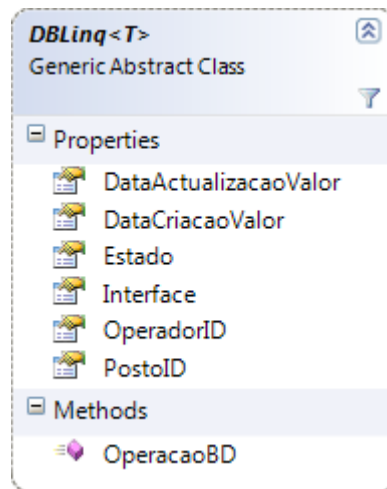 DBLinq<T>
Generic Abstract Class
Properties
DataActualizacaoValor
DataCriacaoValor
Estado
Interface
OperadorID
PostoID
Methods
OperacaoBD